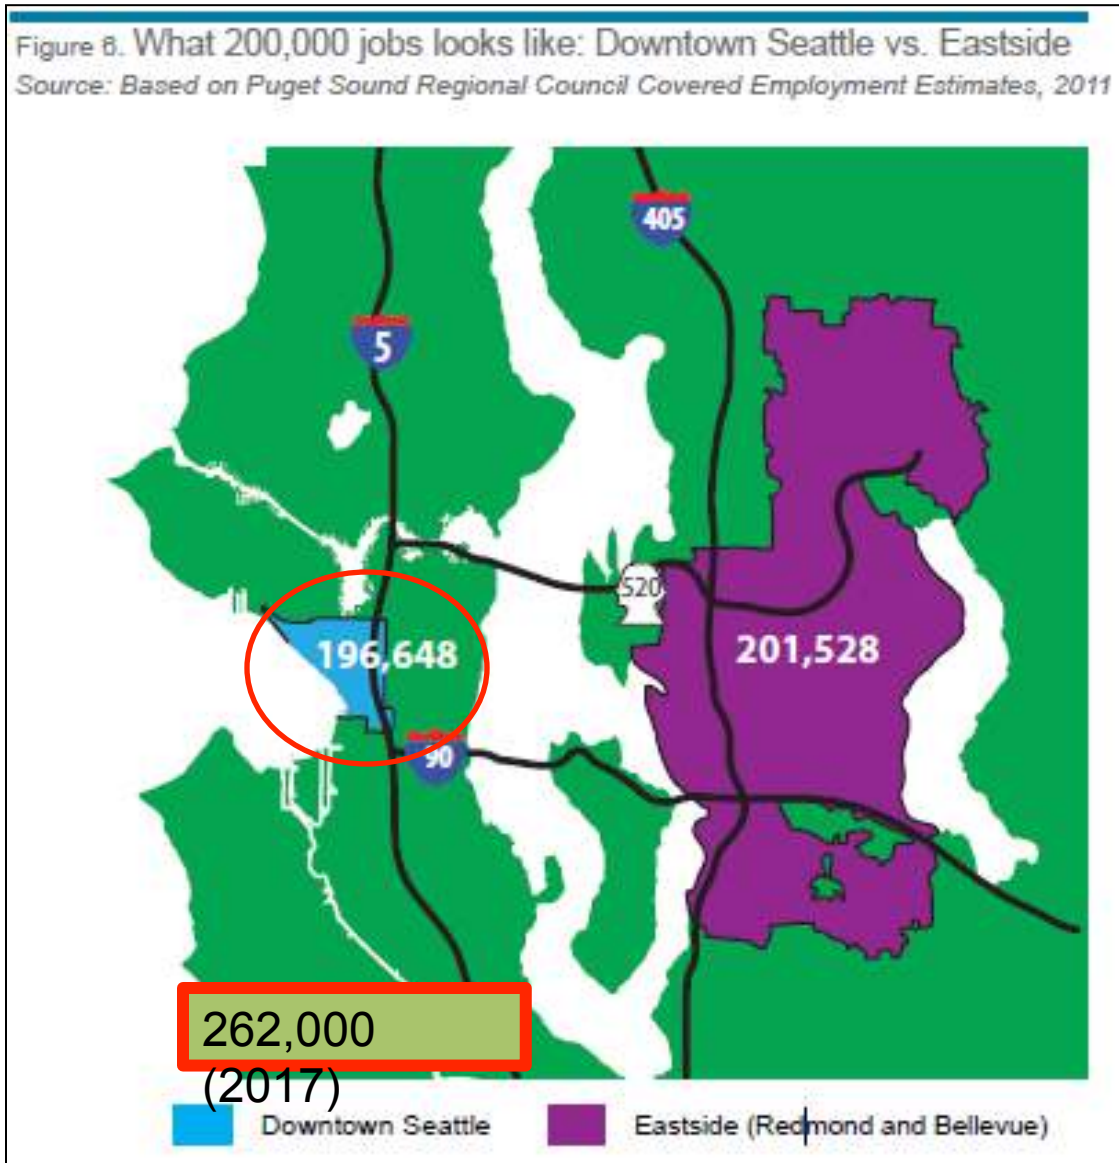 Figure 6. What 200,000 jobs looks like: Downtown Seattle vs. Eastside
Source: Based on Puget Sound Regional Council Covered Employment Estimates, 2011
405
5
520
196,648
201,528
90
262,000
(2017)
Downtown Seattle
Eastside (Redmond and Bellevue)